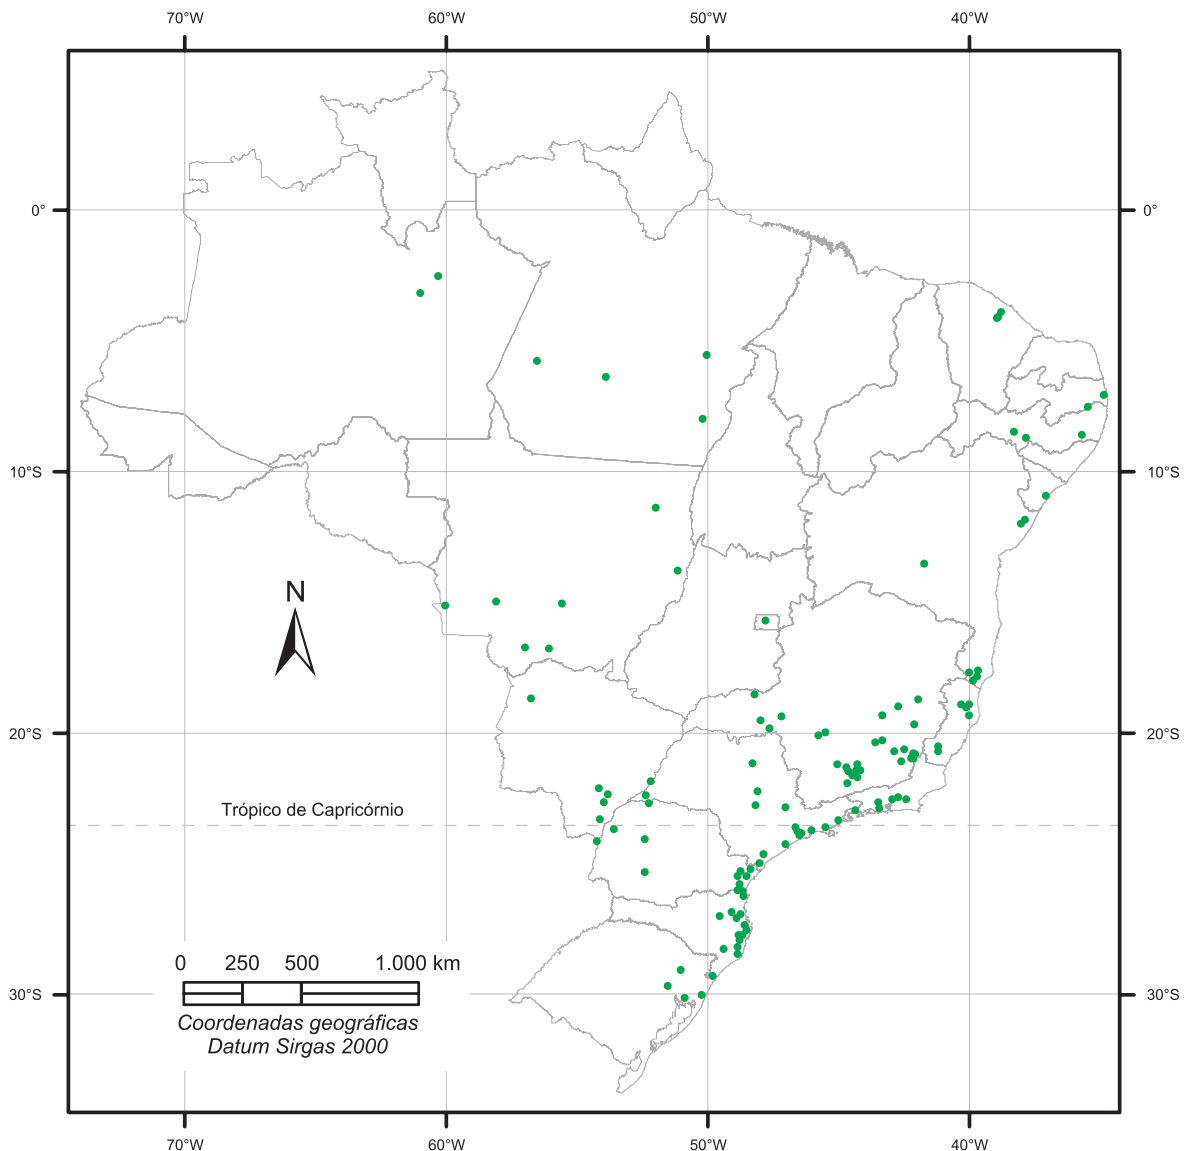 70°W 60°W 50°W 40°W
0° 0°
10°S 10°S
N
20°S 20°S
Trópico de Capricórnio
0 250 500 1.000 km
30°S 30°S
Coordenadas geográficas
Datum Sirgas 2000
70°W 60°W 50°W 40°W